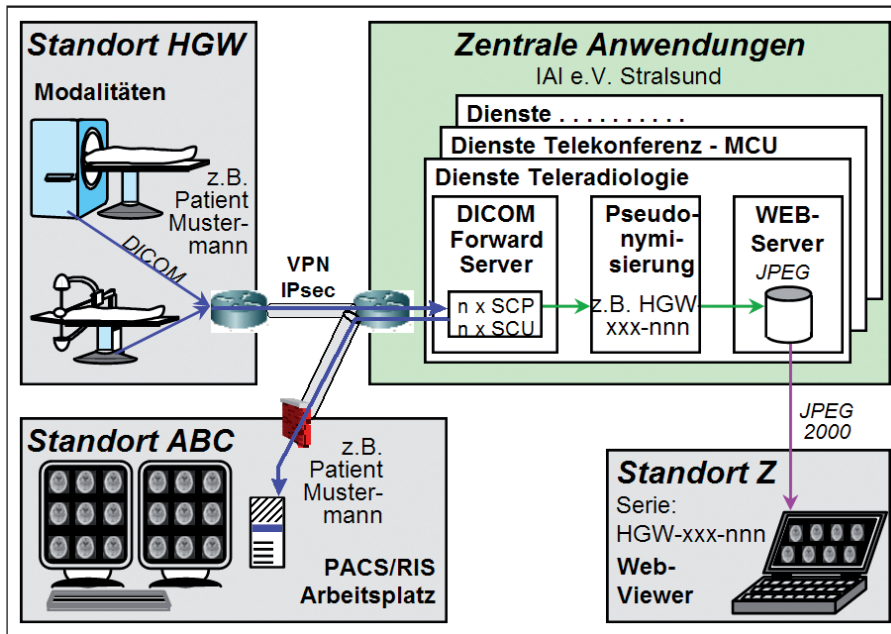 Standort HGW
Modalitäten
z.B.
Patient
Muster-
mann
DICOM
VPN
IPsec
Zentrale Anwendungen
IAI e.V. Stralsund
Dienste . . . . . . . . . .
Dienste Telekonferenz - MCU
Dienste Teleradiologie
DICOM
Forward
Server
n x SCP
n x SCU
Pseudo-
nymi-
sierung
z.B. HGW-
xxx-nnn
WEB-
Server
JPEG
JPEG
2000
Standort ABC
z.B.
Patient
Muster-
mann
PACS/RIS
Arbeitsplatz
Standort Z
Serie:
HGW-xxx-nnn
Web-
Viewer